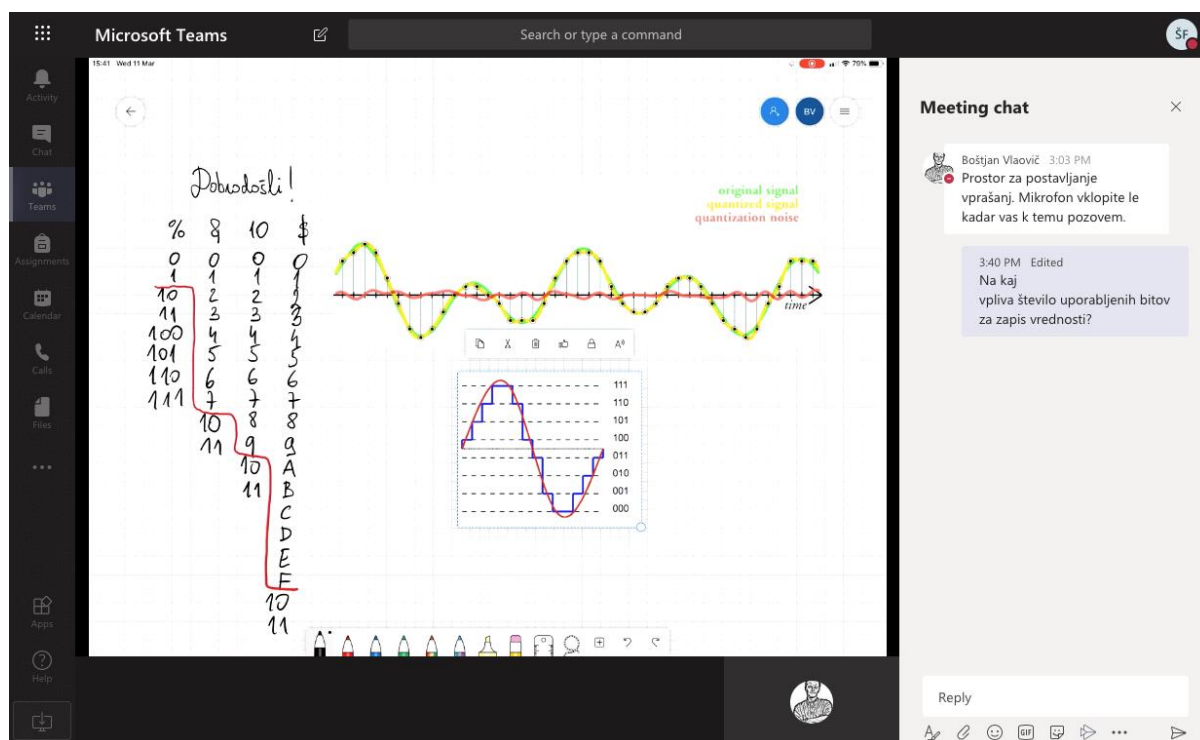 Microsoft Teams
Search or type a command
ŠF
Activity
Chat
Teams
Assignments
Calendar
Calls
Files
Apps
Help
15:41 Wed 11 Mar
79%
BV
Dobrodošli!
% 8 10 $
0 0 0 0
1 1 1 1
10 2 2 2
11 3 3 3
100 4 4 4
101 5 5 5
110 6 6 6
111 7 7 7
10 8 8
11 9 9
10 A
11 B
C
D
E
F
10
11
original signal
quantized signal
quantization noise
time
111
110
101
100
011
010
001
000
Meeting chat
Boštjan Vlaovič 3:03 PM
Prostor za postavljanje
vprašanj. Mikrofon vklopite le
kadar vas k temu pozovem.
3:40 PM Edited
Na kaj
vpliva število uporabljenih bitov
za zapis vrednosti?
Reply
GIF